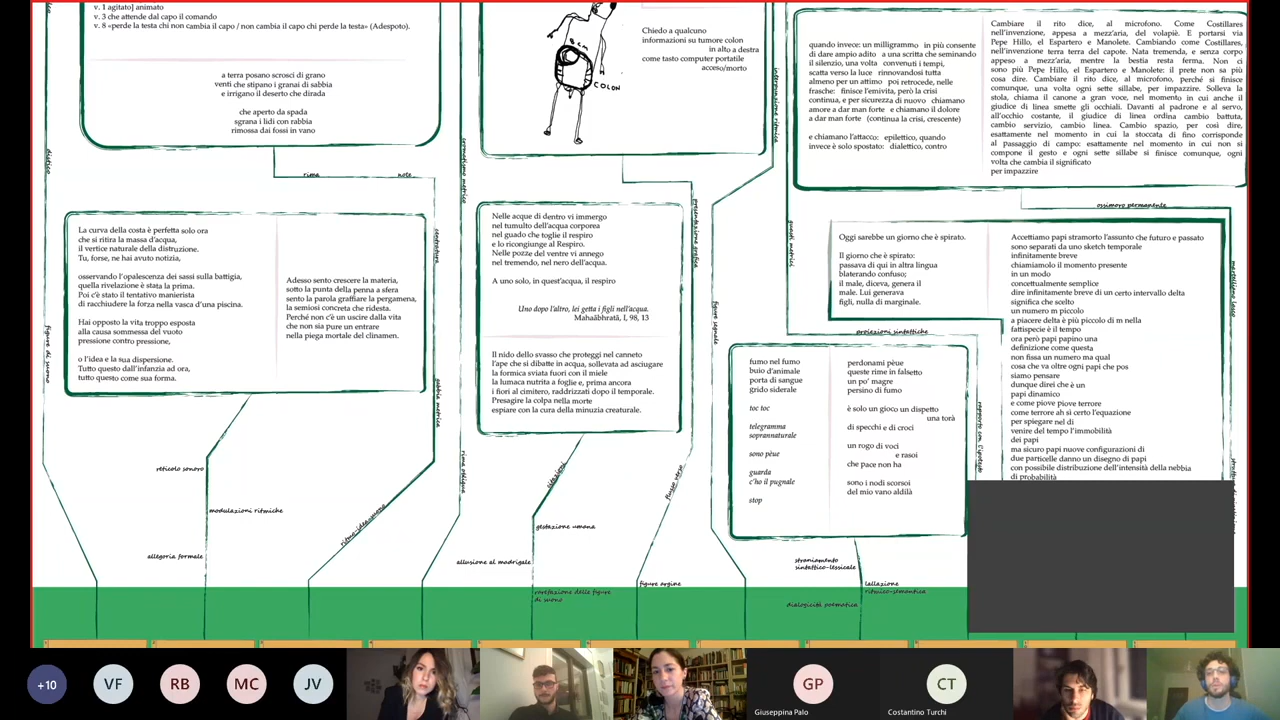 v. 1 agitato] animato
v. 3 che attende dal capo il comando
v. 8 «perde la testa chi non cambia il capo / non cambia il capo chi perde la testa» (Adespoto).
a terra posano scrosci di grano
venti che stipano i granai di sabbia
e irrigano il deserto che dirada
che aperto da spada
sgrana i lidi con rabbia
rimossa dai fossi in vano
rima
note
COLON
Chiedo a qualcuno
informazioni su tumore colon
in alto a destra
come tasto computer portatile
acceso/morto
quando invece: un milligrammo in più consente
di dare ampio adito a una scritta che seminando
il silenzio, una volta convenuti i tempi,
scatta verso la luce rinnovandosi tutta
almeno per un attimo poi retrocede, nelle
frasche: finisce l'emivita, però la crisi
continua, e per sicurezza di nuovo chiamano
amore a dar man forte e chiamano il dolore
a dar man forte (continua la crisi, crescente)
e chiamano l'attacco: epilettico, quando
invece è solo spostato: dialettico, contro
Cambiare il rito dice, al microfono. Come Costillares
nell'invenzione, appesa a mezz'aria, del volapiè. E portarsi via
Pepe Hillo, el Espartero e Manolete. Cambiando come Costillares,
nell'invenzione terra terra del capote. Nata tremenda, e senza corpo
appeso a mezz'aria, mentre la bestia resta ferma. Non ci
sono più Pepe Hillo, el Espartero e Manolete: il prete non sa più
cosa dire. Cambiare il rito dice, al microfono, perché si finisce
comunque, una volta ogni sette sillabe, per impazzire. Solleva la
stola, chiama il canone a gran voce, nel momento in cui anche il
giudice di linea smette gli occhiali. Davanti al padrone e al servo,
all'occhio costante, il giudice di linea ordina cambio battuta,
cambio servizio, cambio linea. Cambio spazio, per così dire,
esattamente nel momento in cui la stoccata di fino corrisponde
al passaggio di campo: esattamente nel momento in cui non si
compone il gesto e ogni sette sillabe si finisce comunque, ogni
volta che cambia il significato
per impazzire
ossimoro permanente
La curva della costa è perfetta solo ora
che si ritira la massa d'acqua,
il vertice naturale della distruzione.
Tu, forse, ne hai avuto notizia,
osservando l'opalescenza dei sassi sulla battigia,
quella rivelazione è stata la prima.
Poi c'è stato il tentativo manierista
di racchiudere la forza nella vasca d'una piscina.
Hai opposto la vita troppo esposta
alla causa sommessa del vuoto
pressione contro pressione,
o l'idea e la sua dispersione.
Tutto questo dall'infanzia ad ora,
tutto questo come sua forma.
Adesso sento crescere la materia,
sotto la punta della penna a sfera
sento la parola graffiare la pergamena,
la semiosi concreta che ridesta.
Perché non c'è un uscire dalla vita
che non sia pure un entrare
nella piega mortale del clinamen.
Nelle acque di dentro vi immergo
nel tumulto dell'acqua corporea
nel guado che toglie il respiro
e lo ricongiunge al Respiro.
Nelle pozze del ventre vi annego
nel tremendo, nel nero dell'acqua.
A uno solo, in quest'acqua, il respiro
Uno dopo l'altro, lei getta i figli nell'acqua.
Mahaābhratā, I, 98, 13
Il nido dello svasso che proteggi nel canneto
l'ape che si dibatte in acqua, sollevata ad asciugare
la formica sviata fuori con il miele
la lumaca nutrita a foglie e, prima ancora
i fiori al cimitero, raddrizzati dopo il temporale.
Presagire la colpa nella morte
espiare con la cura della minuzia creaturale.
Oggi sarebbe un giorno che è spirato.
Il giorno che è spirato:
passava di qui in altra lingua
blaterando confuso;
il male, diceva, genera il
male. Lui generava
figli, nulla di marginale.
Accettiamo papi stramorto l'assunto che futuro e passato
sono separati da uno sketch temporale
infinitamente breve
chiamiamolo il momento presente
in un modo
concettualmente semplice
dire infinitamente breve di un certo intervallo delta
significa che scelto
un numero m piccolo
a piacere delta è più piccolo di m nella
fattispecie è il tempo
ora però papi papino una
definizione come questa
non fissa un numero ma qual
cosa che va oltre ogni papi che pos
siamo pensare
dunque direi che è un
papi dinamico
e come piove piove terrore
come terrore ah sì certo l'equazione
per spiegare nel di
venire del tempo l'immobilità
dei papi
ma sicuro papi nuove configurazioni di
due particelle danno un disegno di papi
con possibile distribuzione dell'intensità della nebbia
di probabilità
proiezioni sintattiche
fumo nel fumo
buio d'animale
porta di sangue
grido siderale
toc toc
telegramma
soprannaturale
sono pèue
guarda
c'ho il pugnale
stop
perdonami pèue
queste rime in falsetto
un po' magre
persino di fumo
è solo un gioco un dispetto
una torà
di specchi e di croci
un rogo di voci
e rasoi
che pace non ha
sono i nodi scorsoi
del mio vano aldilà
reticolo sonoro
modulazioni ritmiche
allegoria formale
rima obliqua
gestazione umana
allusione al madrigale
rarefazione delle figure
di suono
flusso verso
figure argine
straniamento
sintattico-lessicale
lallazione
ritmico-semantica
dialogicità poematica
figure di suono
gabbia metrica
presentazione grafica
figure segnale
+10
VF
RB
MC
JV
GP
Giuseppina Palo
CT
Costantino Turchi